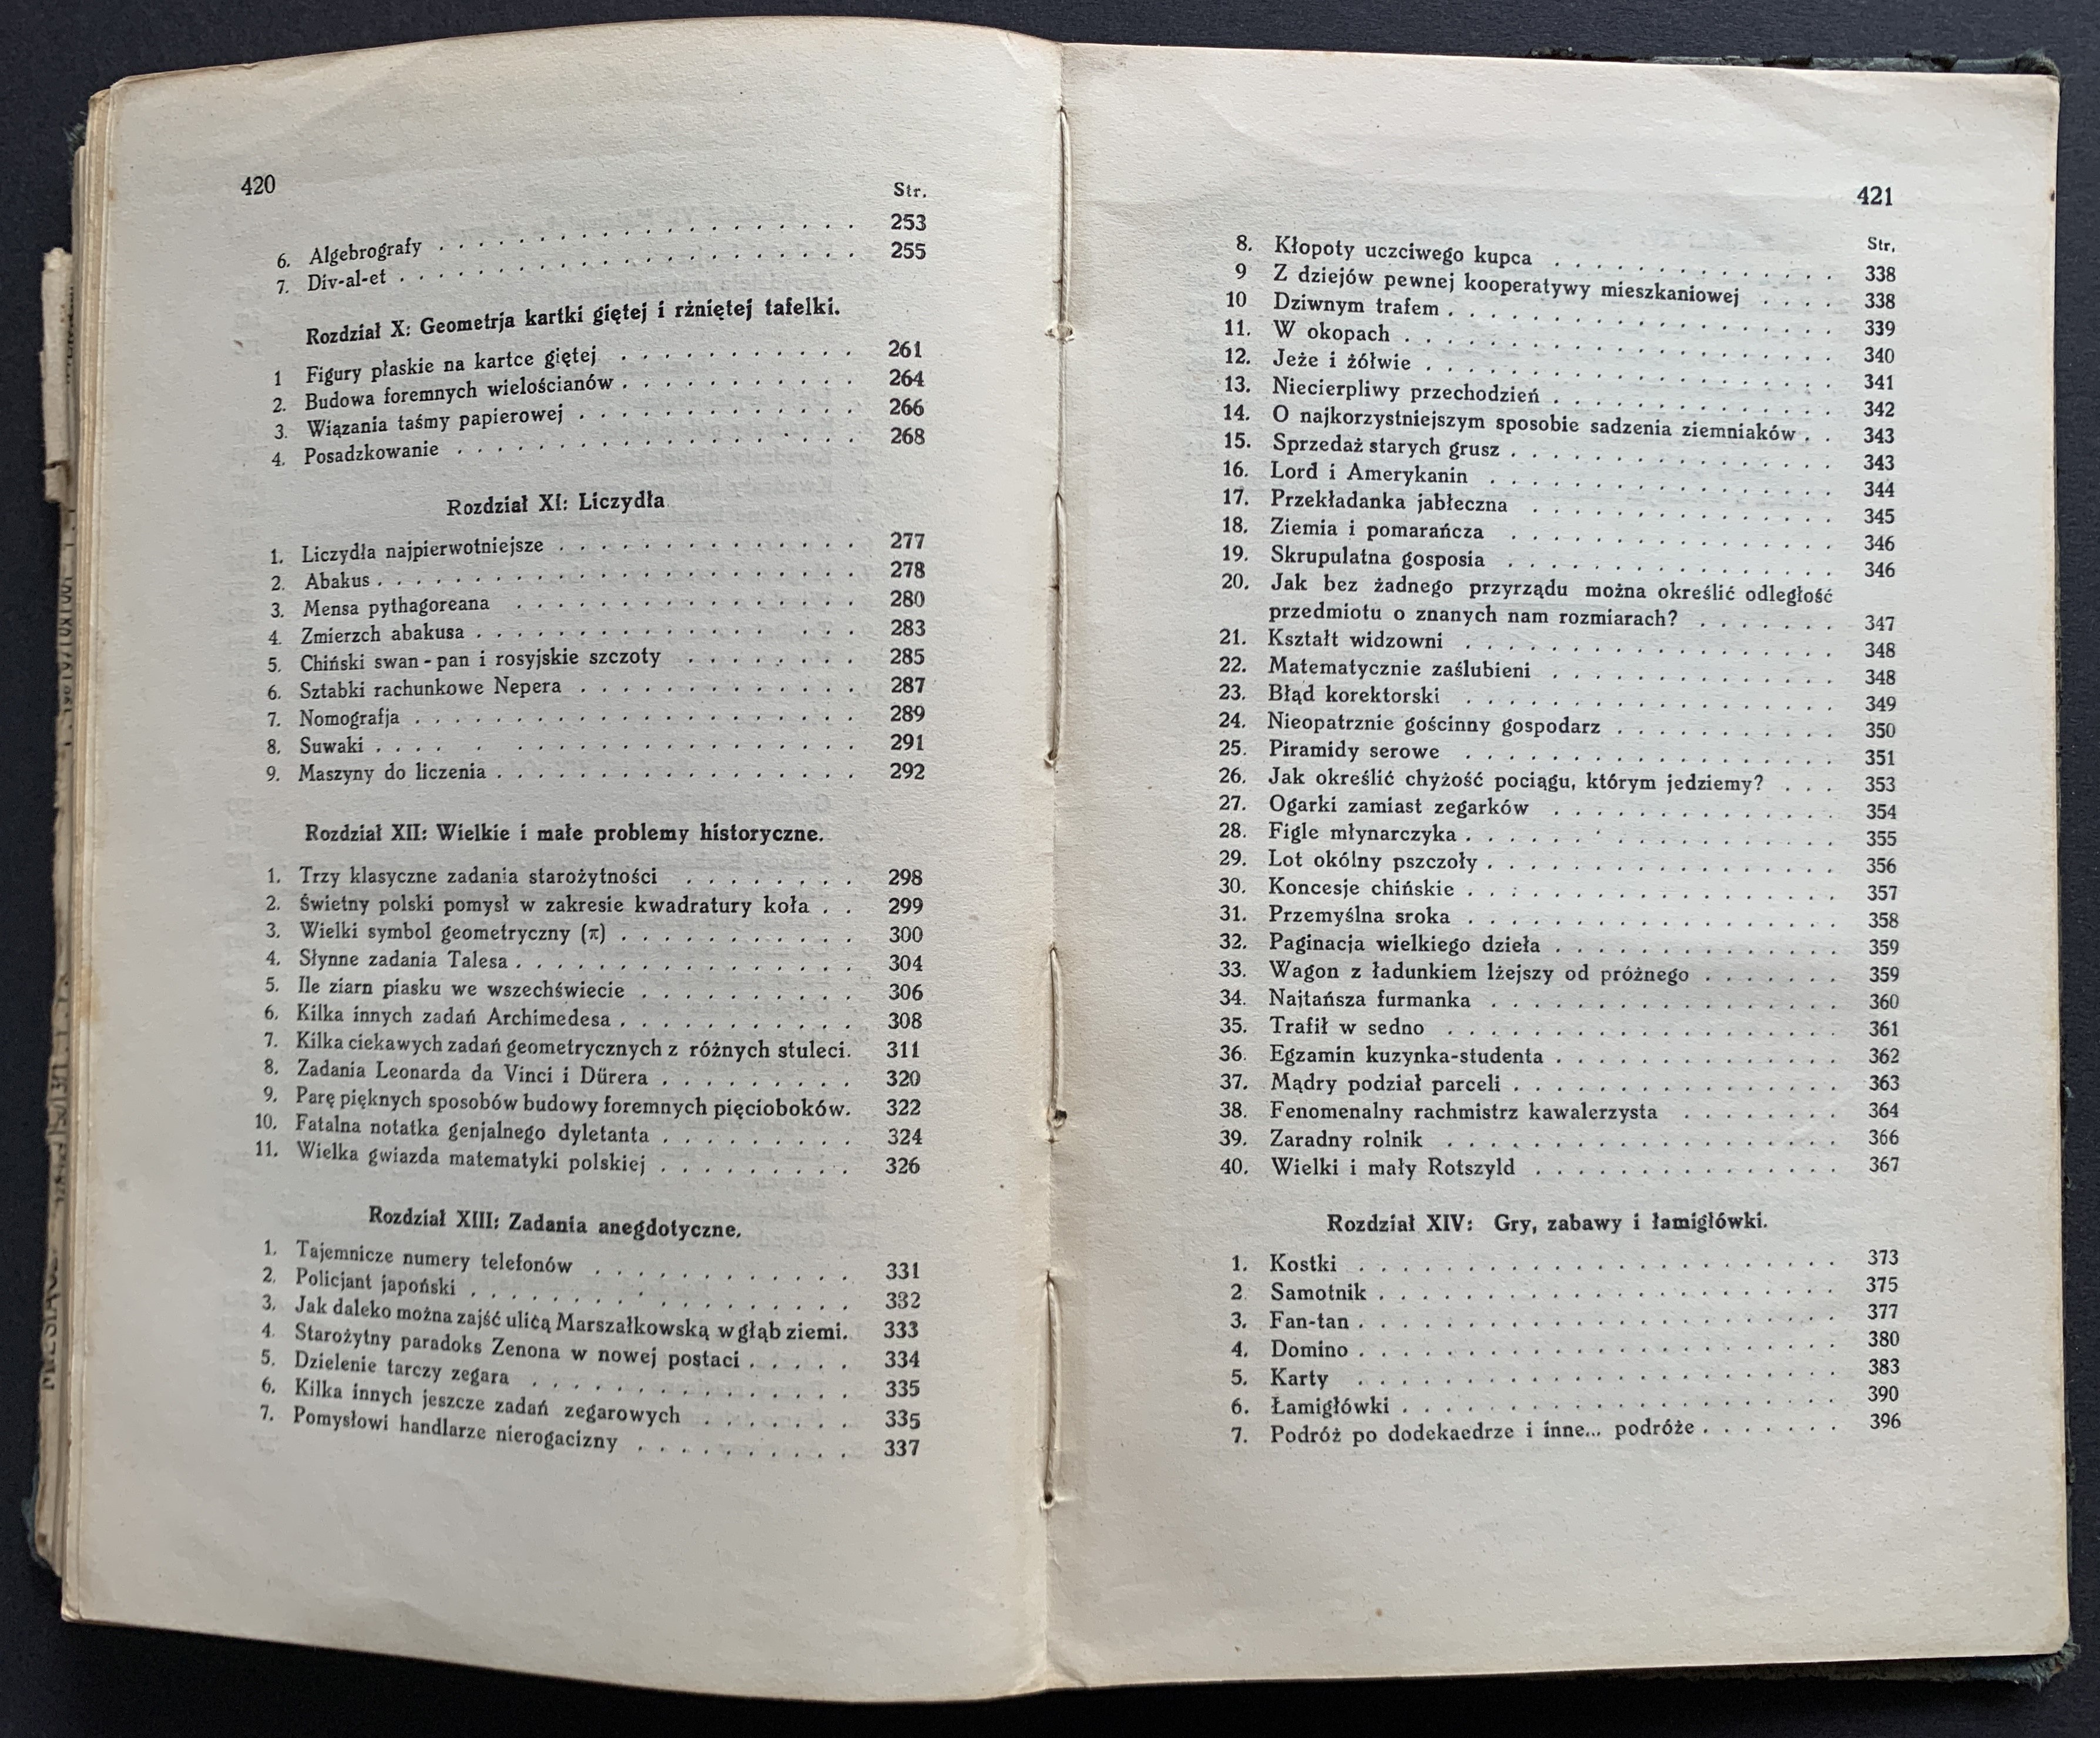 420
Str.
6. Algebrografy . . . . . . . . . . . . . . . . . 253
7. Div-al-et . . . . . . . . . . . . . . . . . . 255
Rozdział X: Geometrja kartki giętej i rżniętej tafelki.
1 Figury płaskie na kartce giętej . . . . . . . . . . . 261
2. Budowa foremnych wielościanów . . . . . . . . . . . 264
3. Wiązania taśmy papierowej . . . . . . . . . . . . 266
4. Posadzkowanie . . . . . . . . . . . . . . . . 268
Rozdział XI: Liczydła
1. Liczydła najpierwotniejsze . . . . . . . . . . . . . 277
2. Abakus . . . . . . . . . . . . . . . . . . . 278
3. Mensa pythagoreana . . . . . . . . . . . . . . 280
4. Zmierzch abakusa . . . . . . . . . . . . . . . 283
5. Chiński swan-pan i rosyjskie szczoty . . . . . . . . 285
6. Sztabki rachunkowe Nepera . . . . . . . . . . . . 287
7. Nomografja . . . . . . . . . . . . . . . . . . 289
8. Suwaki . . . . . . . . . . . . . . . . . . . 291
9. Maszyny do liczenia . . . . . . . . . . . . . . . 292
Rozdział XII: Wielkie i małe problemy historyczne.
1. Trzy klasyczne zadania starożytności . . . . . . . . 298
2. Świetny polski pomysł w zakresie kwadratury koła . . 299
3. Wielki symbol geometryczny (π) . . . . . . . . . . . 300
4. Słynne zadania Talesa . . . . . . . . . . . . . . . 304
5. Ile ziarn piasku we wszechświecie . . . . . . . . . . 306
6. Kilka innych zadań Archimedesa . . . . . . . . . . . 308
7. Kilka ciekawych zadań geometrycznych z różnych stuleci. 311
8. Zadania Leonarda da Vinci i Dürera . . . . . . . . . 320
9. Parę pięknych sposobów budowy foremnych pięcioboków. 322
10. Fatalna notatka genjalnego dyletanta . . . . . . . . . 324
11. Wielka gwiazda matematyki polskiej . . . . . . . . . 326
Rozdział XIII: Zadania anegdotyczne.
1. Tajemnicze numery telefonów . . . . . . . . . . . . 331
2. Policjant japoński . . . . . . . . . . . . . . . . 332
3. Jak daleko można zajść ulicą Marszałkowską w głąb ziemi. 333
4. Starożytny paradoks Zenona w nowej postaci . . . . . 334
5. Dzielenie tarczy zegara . . . . . . . . . . . . . . 335
6. Kilka innych jeszcze zadań zegarowych . . . . . . . 335
7. Pomysłowi handlarze nierogacizny . . . . . . . . . . 337
421
Str.
8. Kłopoty uczciwego kupca . . . . . . . . . . . . . 338
9 Z dziejów pewnej kooperatywy mieszkaniowej . . . . 338
10 Dziwnym trafem . . . . . . . . . . . . . . . . 339
11. W okopach . . . . . . . . . . . . . . . . . . 340
12. Jeże i żółwie . . . . . . . . . . . . . . . . . 341
13. Niecierpliwy przechodzień . . . . . . . . . . . . . 342
14. O najkorzystniejszym sposobie sadzenia ziemniaków . . 343
15. Sprzedaż starych grusz . . . . . . . . . . . . . . 343
16. Lord i Amerykanin . . . . . . . . . . . . . . . 344
17. Przekładanka jabłeczna . . . . . . . . . . . . . . 345
18. Ziemia i pomarańcza . . . . . . . . . . . . . . . 346
19. Skrupulatna gosposia . . . . . . . . . . . . . . . 346
20. Jak bez żadnego przyrządu można określić odległość
przedmiotu o znanych nam rozmiarach? . . . . . . . 347
21. Kształt widzowni . . . . . . . . . . . . . . . . 348
22. Matematycznie zaślubieni . . . . . . . . . . . . . 348
23. Błąd korektorski . . . . . . . . . . . . . . . . 349
24. Nieopatrznie gościnny gospodarz . . . . . . . . . . 350
25. Piramidy serowe . . . . . . . . . . . . . . . . 351
26. Jak określić chyżość pociągu, którym jedziemy? . . . 353
27. Ogarki zamiast zegarków . . . . . . . . . . . . . 354
28. Figle młynarczyka . . . . . . . . . . . . . . . . 355
29. Lot okólny pszczoły . . . . . . . . . . . . . . . 356
30. Koncesje chińskie . . . . . . . . . . . . . . . . 357
31. Przemyślna sroka . . . . . . . . . . . . . . . . 358
32. Paginacja wielkiego dzieła . . . . . . . . . . . . . 359
33. Wagon z ładunkiem lżejszy od próżnego . . . . . . . 359
34. Najtańsza furmanka . . . . . . . . . . . . . . . 360
35. Trafił w sedno . . . . . . . . . . . . . . . . . 361
36. Egzamin kuzynka-studenta . . . . . . . . . . . . . 362
37. Mądry podział parceli . . . . . . . . . . . . . . . 363
38. Fenomenalny rachmistrz kawalerzysta . . . . . . . . 364
39. Zaradny rolnik . . . . . . . . . . . . . . . . . 366
40. Wielki i mały Rotszyld . . . . . . . . . . . . . . 367
Rozdział XIV: Gry, zabawy i łamigłówki.
1. Kostki . . . . . . . . . . . . . . . . . . . . 373
2. Samotnik . . . . . . . . . . . . . . . . . . . 375
3. Fan-tan . . . . . . . . . . . . . . . . . . . . 377
4. Domino . . . . . . . . . . . . . . . . . . . . 380
5. Karty . . . . . . . . . . . . . . . . . . . . 383
6. Łamigłówki . . . . . . . . . . . . . . . . . . 390
7. Podróż po dodekaedrze i inne... podróże . . . . . . . 396